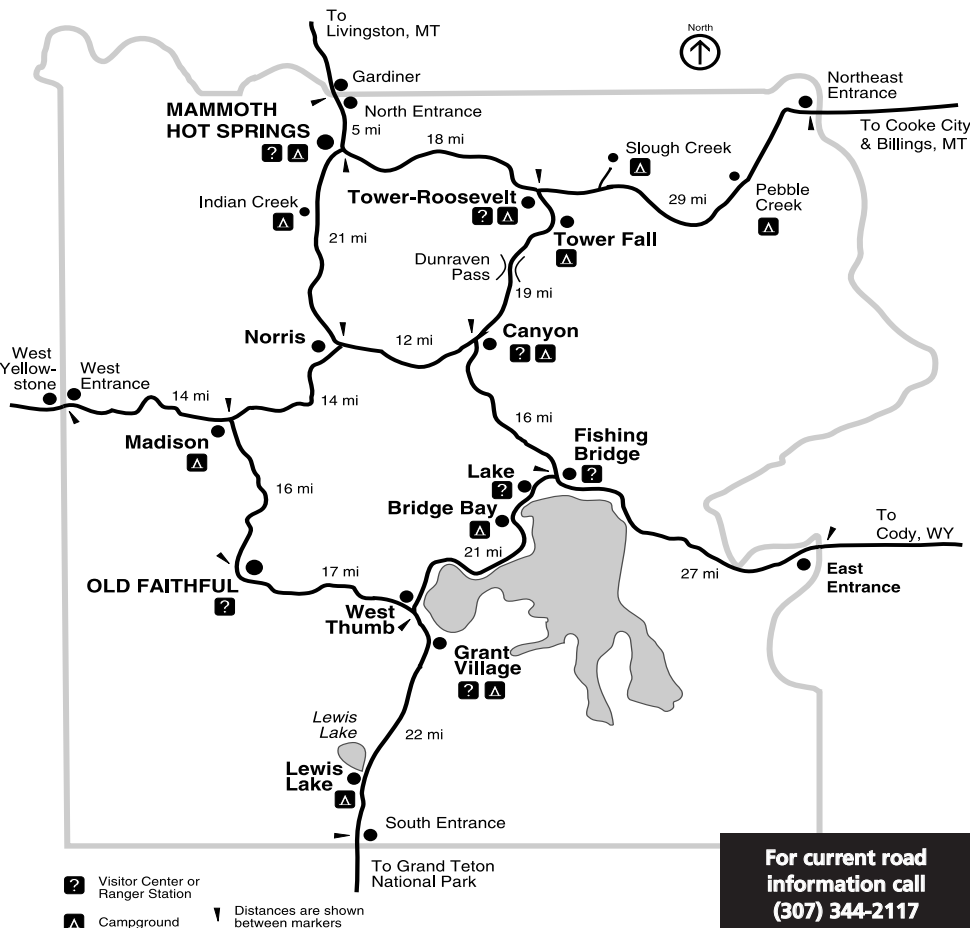 To
Livingston, MT
North
Gardiner
North Entrance
Northeast
Entrance
MAMMOTH
HOT SPRINGS
5 mi
18 mi
To Cooke City
& Billings, MT
Slough Creek
? 
Indian Creek
Tower-Roosevelt
?
29 mi
Pebble
Creek
21 mi
Tower Fall
Dunraven
Pass
19 mi
Norris
12 mi
Canyon
?
West
Yellow-
stone
West
Entrance
14 mi
14 mi
Madison
16 mi
Fishing
Bridge
?
Lake
?
16 mi
Bridge Bay
To
Cody, WY
21 mi
OLD FAITHFUL
?
17 mi
27 mi
East
Entrance
West
Thumb
Grant
Village
?
Lewis
Lake
22 mi
Lewis
Lake
South Entrance
To Grand Teton
National Park
? Visitor Center or
Ranger Station
Campground
Distances are shown
between markers
For current road
information call
(307) 344-2117